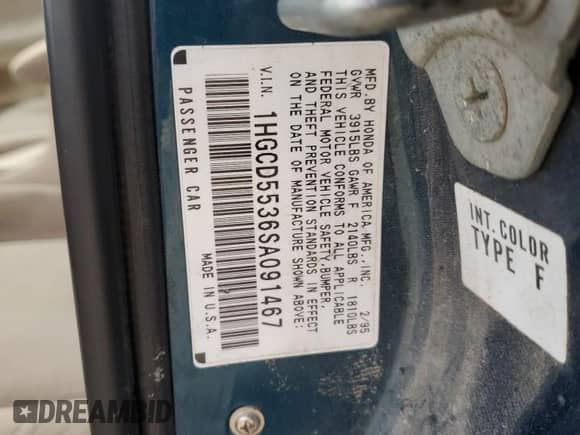 MFD.BY HONDA OF AMERICA MFG.,INC. 2/95
GVWR 3915LBS GAWR F 2140LBS R 1810LBS
THIS VEHICLE CONFORMS TO ALL APPLICABLE
FEDERAL MOTOR VEHICLE SAFETY,BUMPER,
AND THEFT PREVENTION STANDARDS IN EFFECT
ON THE DATE OF MANUFACTURE SHOWN ABOVE:
V.I.N. 1HGCD5536SA091467
PASSENGER CAR MADE IN U.S.A.
INT.COLOR
TYPE F
DREAMBID